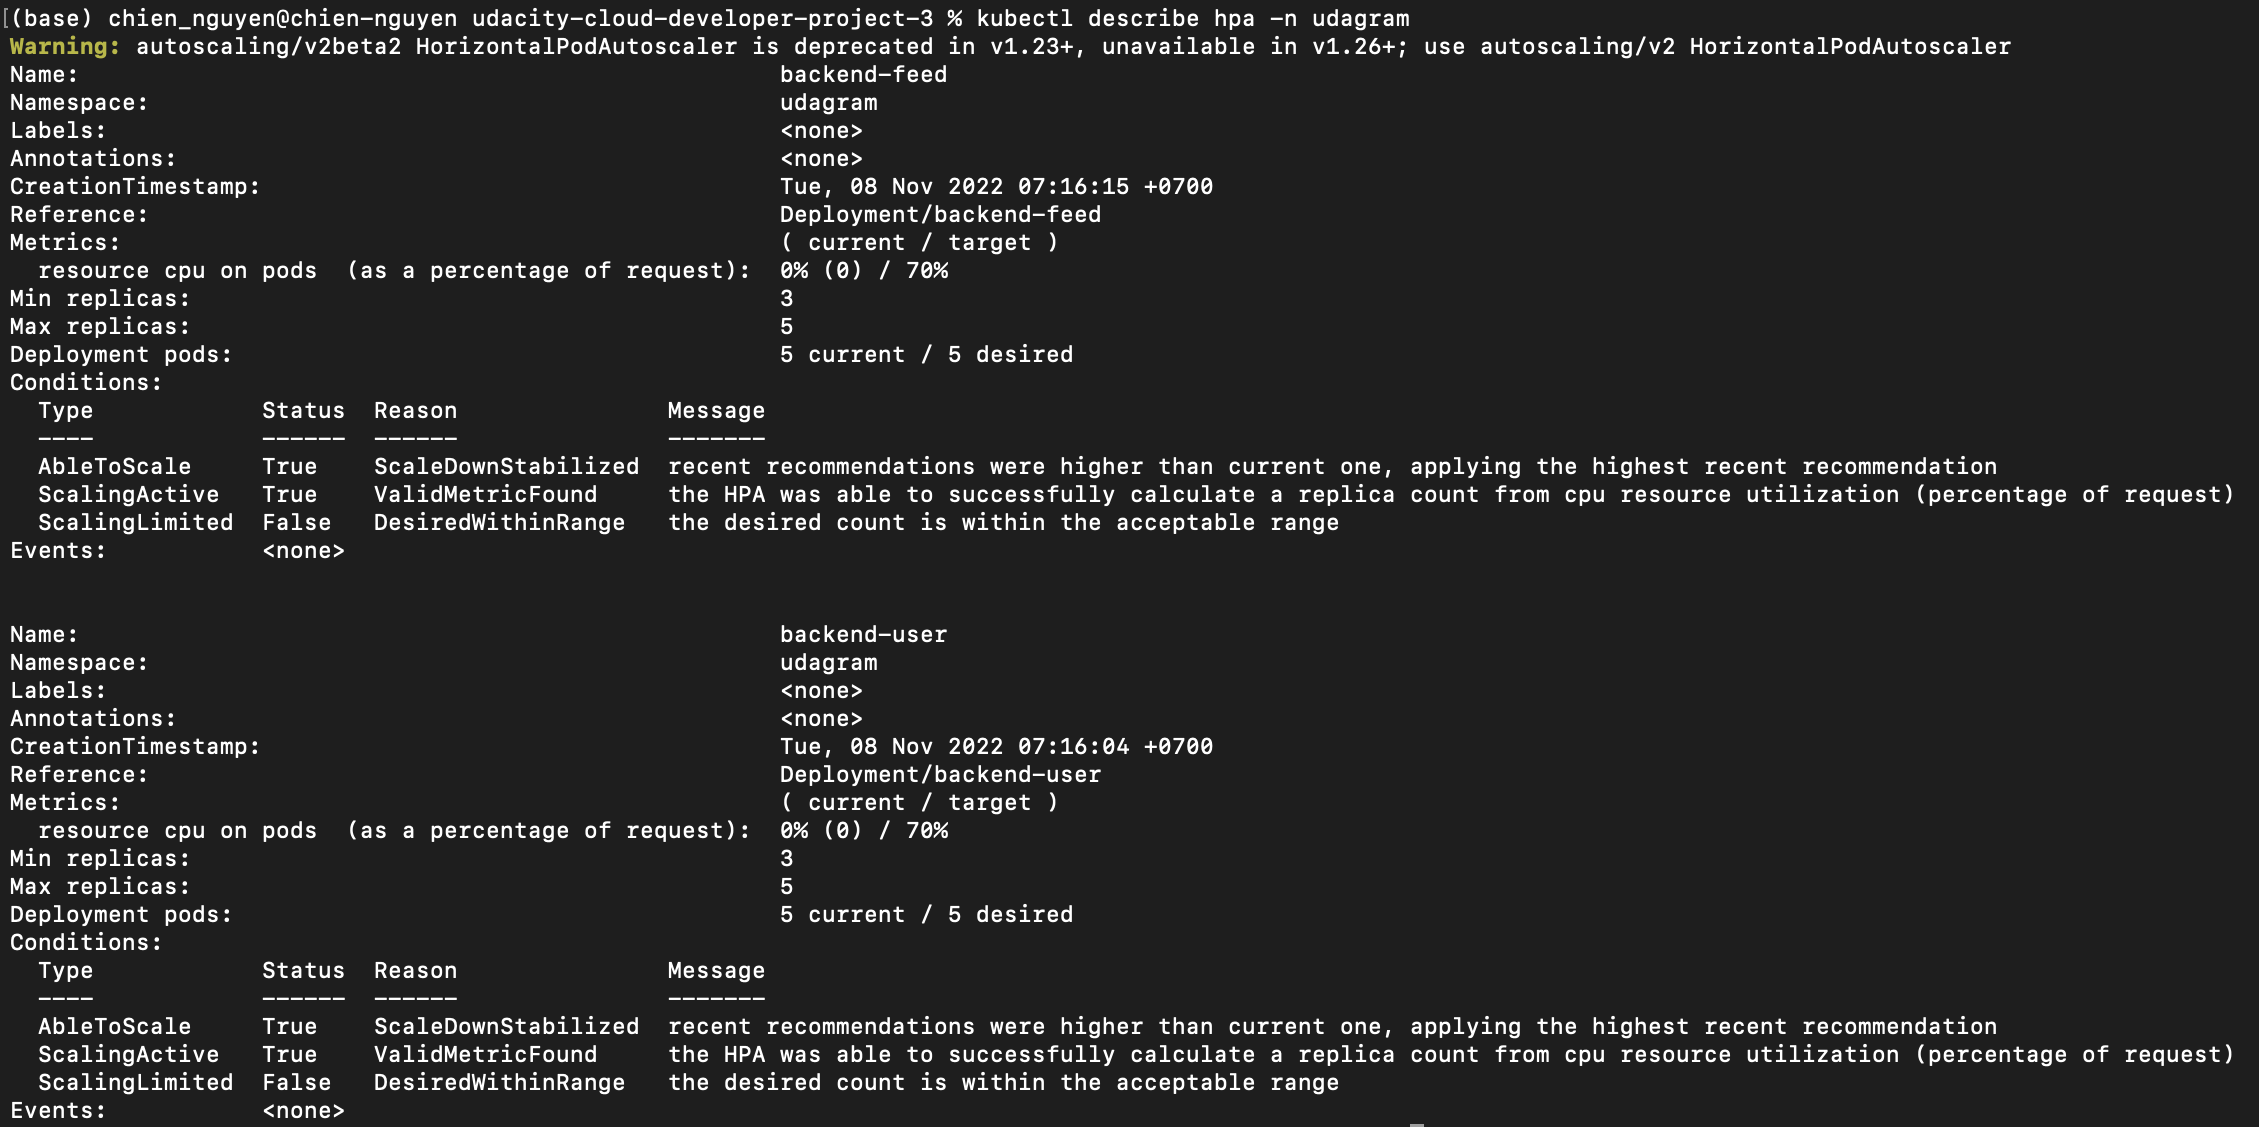 [(base) chien_nguyen@chien-nguyen udacity-cloud-developer-project-3 % kubectl describe hpa -n udagram
Warning: autoscaling/v2beta2 HorizontalPodAutoscaler is deprecated in v1.23+, unavailable in v1.26+; use autoscaling/v2 HorizontalPodAutoscaler
Name:                                                  backend-feed
Namespace:                                             udagram
Labels:                                                <none>
Annotations:                                           <none>
CreationTimestamp:                                     Tue, 08 Nov 2022 07:16:15 +0700
Reference:                                             Deployment/backend-feed
Metrics:                                               ( current / target )
  resource cpu on pods  (as a percentage of request):  0% (0) / 70%
Min replicas:                                          3
Max replicas:                                          5
Deployment pods:                                       5 current / 5 desired
Conditions:
  Type            Status  Reason               Message
  ----            ------  ------               -------
  AbleToScale     True    ScaleDownStabilized  recent recommendations were higher than current one, applying the highest recent recommendation
  ScalingActive   True    ValidMetricFound     the HPA was able to successfully calculate a replica count from cpu resource utilization (percentage of request)
  ScalingLimited  False   DesiredWithinRange   the desired count is within the acceptable range
Events:           <none>
Name:                                                  backend-user
Namespace:                                             udagram
Labels:                                                <none>
Annotations:                                           <none>
CreationTimestamp:                                     Tue, 08 Nov 2022 07:16:04 +0700
Reference:                                             Deployment/backend-user
Metrics:                                               ( current / target )
  resource cpu on pods  (as a percentage of request):  0% (0) / 70%
Min replicas:                                          3
Max replicas:                                          5
Deployment pods:                                       5 current / 5 desired
Conditions:
  Type            Status  Reason               Message
  ----            ------  ------               -------
  AbleToScale     True    ScaleDownStabilized  recent recommendations were higher than current one, applying the highest recent recommendation
  ScalingActive   True    ValidMetricFound     the HPA was able to successfully calculate a replica count from cpu resource utilization (percentage of request)
  ScalingLimited  False   DesiredWithinRange   the desired count is within the acceptable range
Events:           <none>